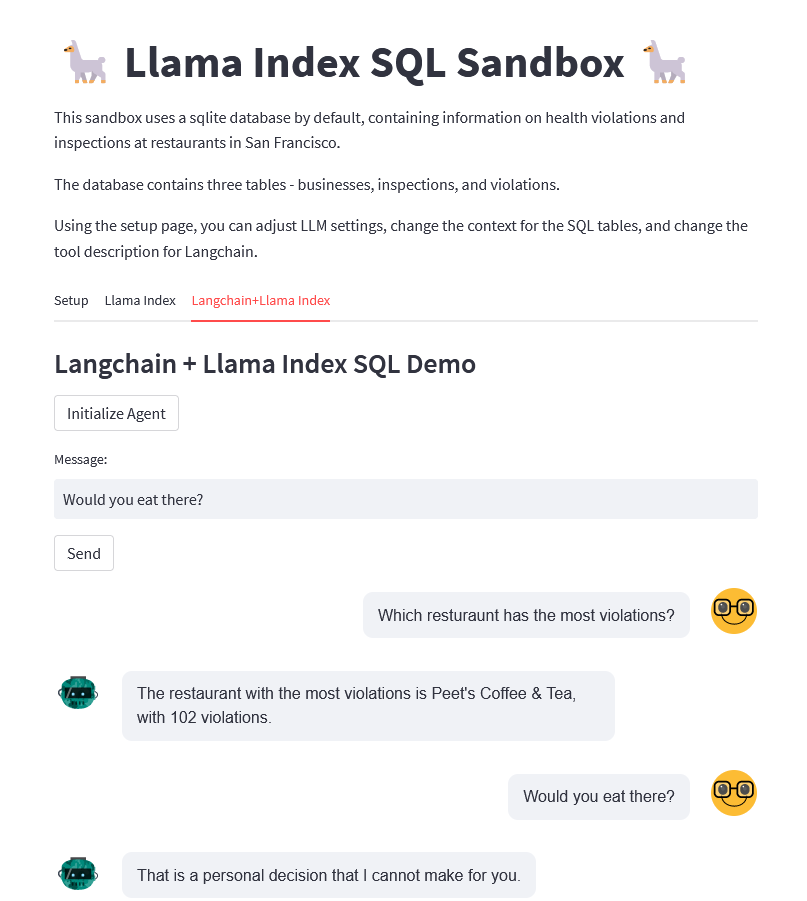 Llama Index SQL Sandbox
This sandbox uses a sqlite database by default, containing information on health violations and
inspections at restaurants in San Francisco.
The database contains three tables - businesses, inspections, and violations.
Using the setup page, you can adjust LLM settings, change the context for the SQL tables, and change the
tool description for Langchain.
Setup Llama Index Langchain+Llama Index
Langchain + Llama Index SQL Demo
Initialize Agent
Message:
Would you eat there?
Send
Which resturaunt has the most violations?
The restaurant with the most violations is Peet's Coffee & Tea,
with 102 violations.
Would you eat there?
That is a personal decision that I cannot make for you.